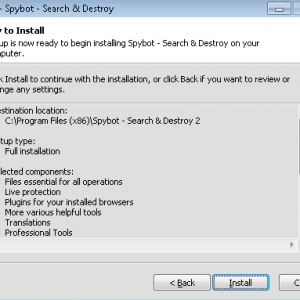 - Spybot - Search & Destroy
y to Install
up is now ready to begin installing Spybot - Search & Destroy on your
mputer.
k Install to continue with the installation, or click Back if you want to review or
nge any settings.
estination location:
C:\Program Files (x86)\Spybot - Search & Destroy 2
tup type:
Full installation
elected components:
Files essential for all operations
Live protection
Plugins for your installed browsers
More various helpful tools
Translations
Professional Tools
< Back Install C